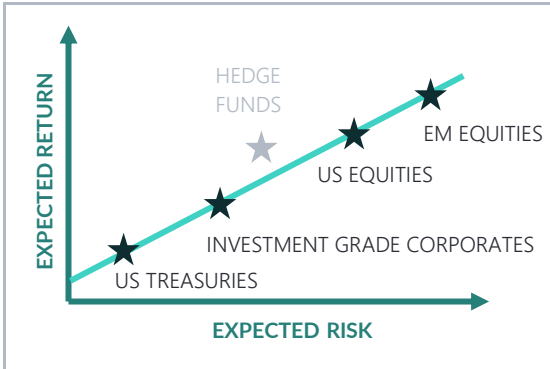 HEDGE
FUNDS
EM EQUITIES
US EQUITIES
INVESTMENT GRADE CORPORATES
US TREASURIES
EXPECTED RETURN
EXPECTED RISK